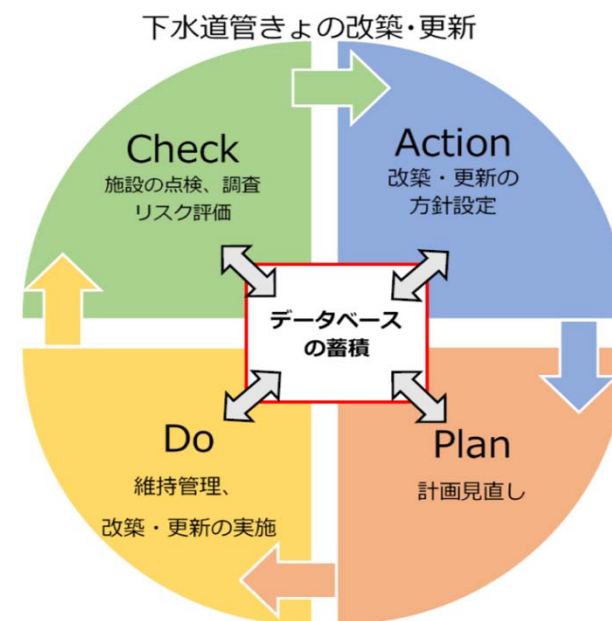 下水道管きょの改築・更新
Check
施設の点検、調査
リスク評価
Action
改築・更新の
方針設定
データベース
の蓄積
Do
維持管理、
改築・更新の実施
Plan
計画見直し